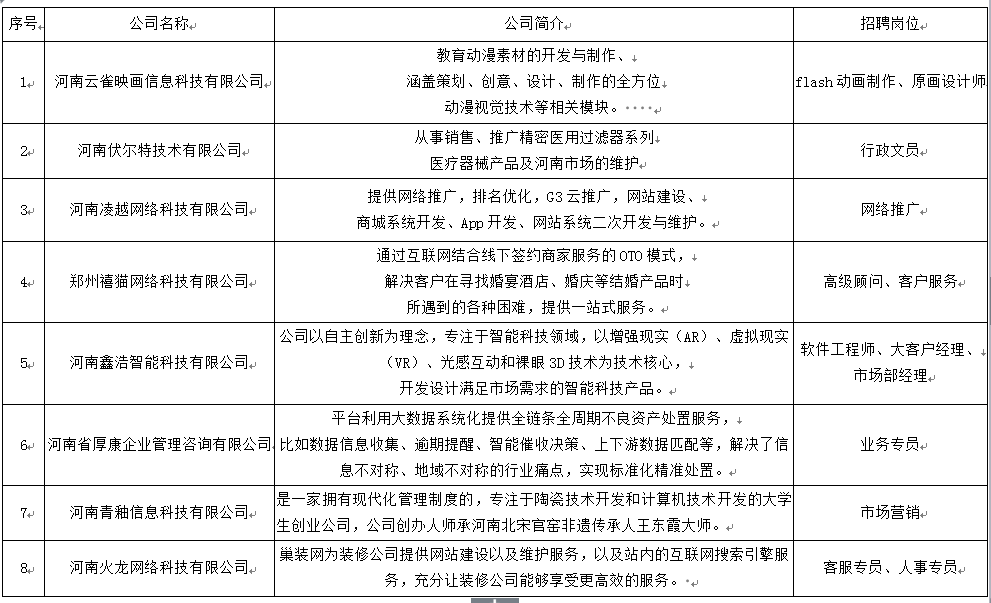 序号 公司名称 公司简介 招聘岗位
1 河南云雀映画信息科技有限公司 教育动漫素材的开发与制作、
涵盖策划、创意、设计、制作的全方位
动漫视觉技术等相关模块。 flash动画制作、原画设计师
2 河南伏尔特技术有限公司 从事销售、推广精密医用过滤器系列
医疗器械产品及河南市场的维护 行政文员
3 河南凌越网络科技有限公司 提供网络推广，排名优化，G3云推广，网站建设、
商城系统开发、App开发、网站系统二次开发与维护。 网络推广
4 郑州禧猫网络科技有限公司 通过互联网结合线下签约商家服务的OTO模式，
解决客户在寻找婚宴酒店、婚庆等结婚产品时
所遇到的各种困难，提供一站式服务。 高级顾问、客户服务
5 河南鑫浩智能科技有限公司 公司以自主创新为理念，专注于智能科技领域，以增强现实（AR）、虚拟现实
（VR）、光感互动和裸眼3D技术为技术核心，
开发设计满足市场需求的智能科技产品。 软件工程师、大客户经理、
市场部经理
6 河南省厚康企业管理咨询有限公司 平台利用大数据系统化提供全链条全周期不良资产处置服务，
比如数据信息收集、逾期提醒、智能催收决策、上下游数据匹配等，解决了信
息不对称、地域不对称的行业痛点，实现标准化精准处置。 业务专员
7 河南青釉信息科技有限公司 是一家拥有现代化管理制度的，专注于陶瓷技术开发和计算机技术开发的大学
生创业公司，公司创办人师承河南北宋官窑非遗传承人王东霞大师。 市场营销
8 河南火龙网络科技有限公司 巢装网为装修公司提供网站建设以及维护服务，以及站内的互联网搜索引擎服
务，充分让装修公司能够享受更高效的服务。 客服专员、人事专员